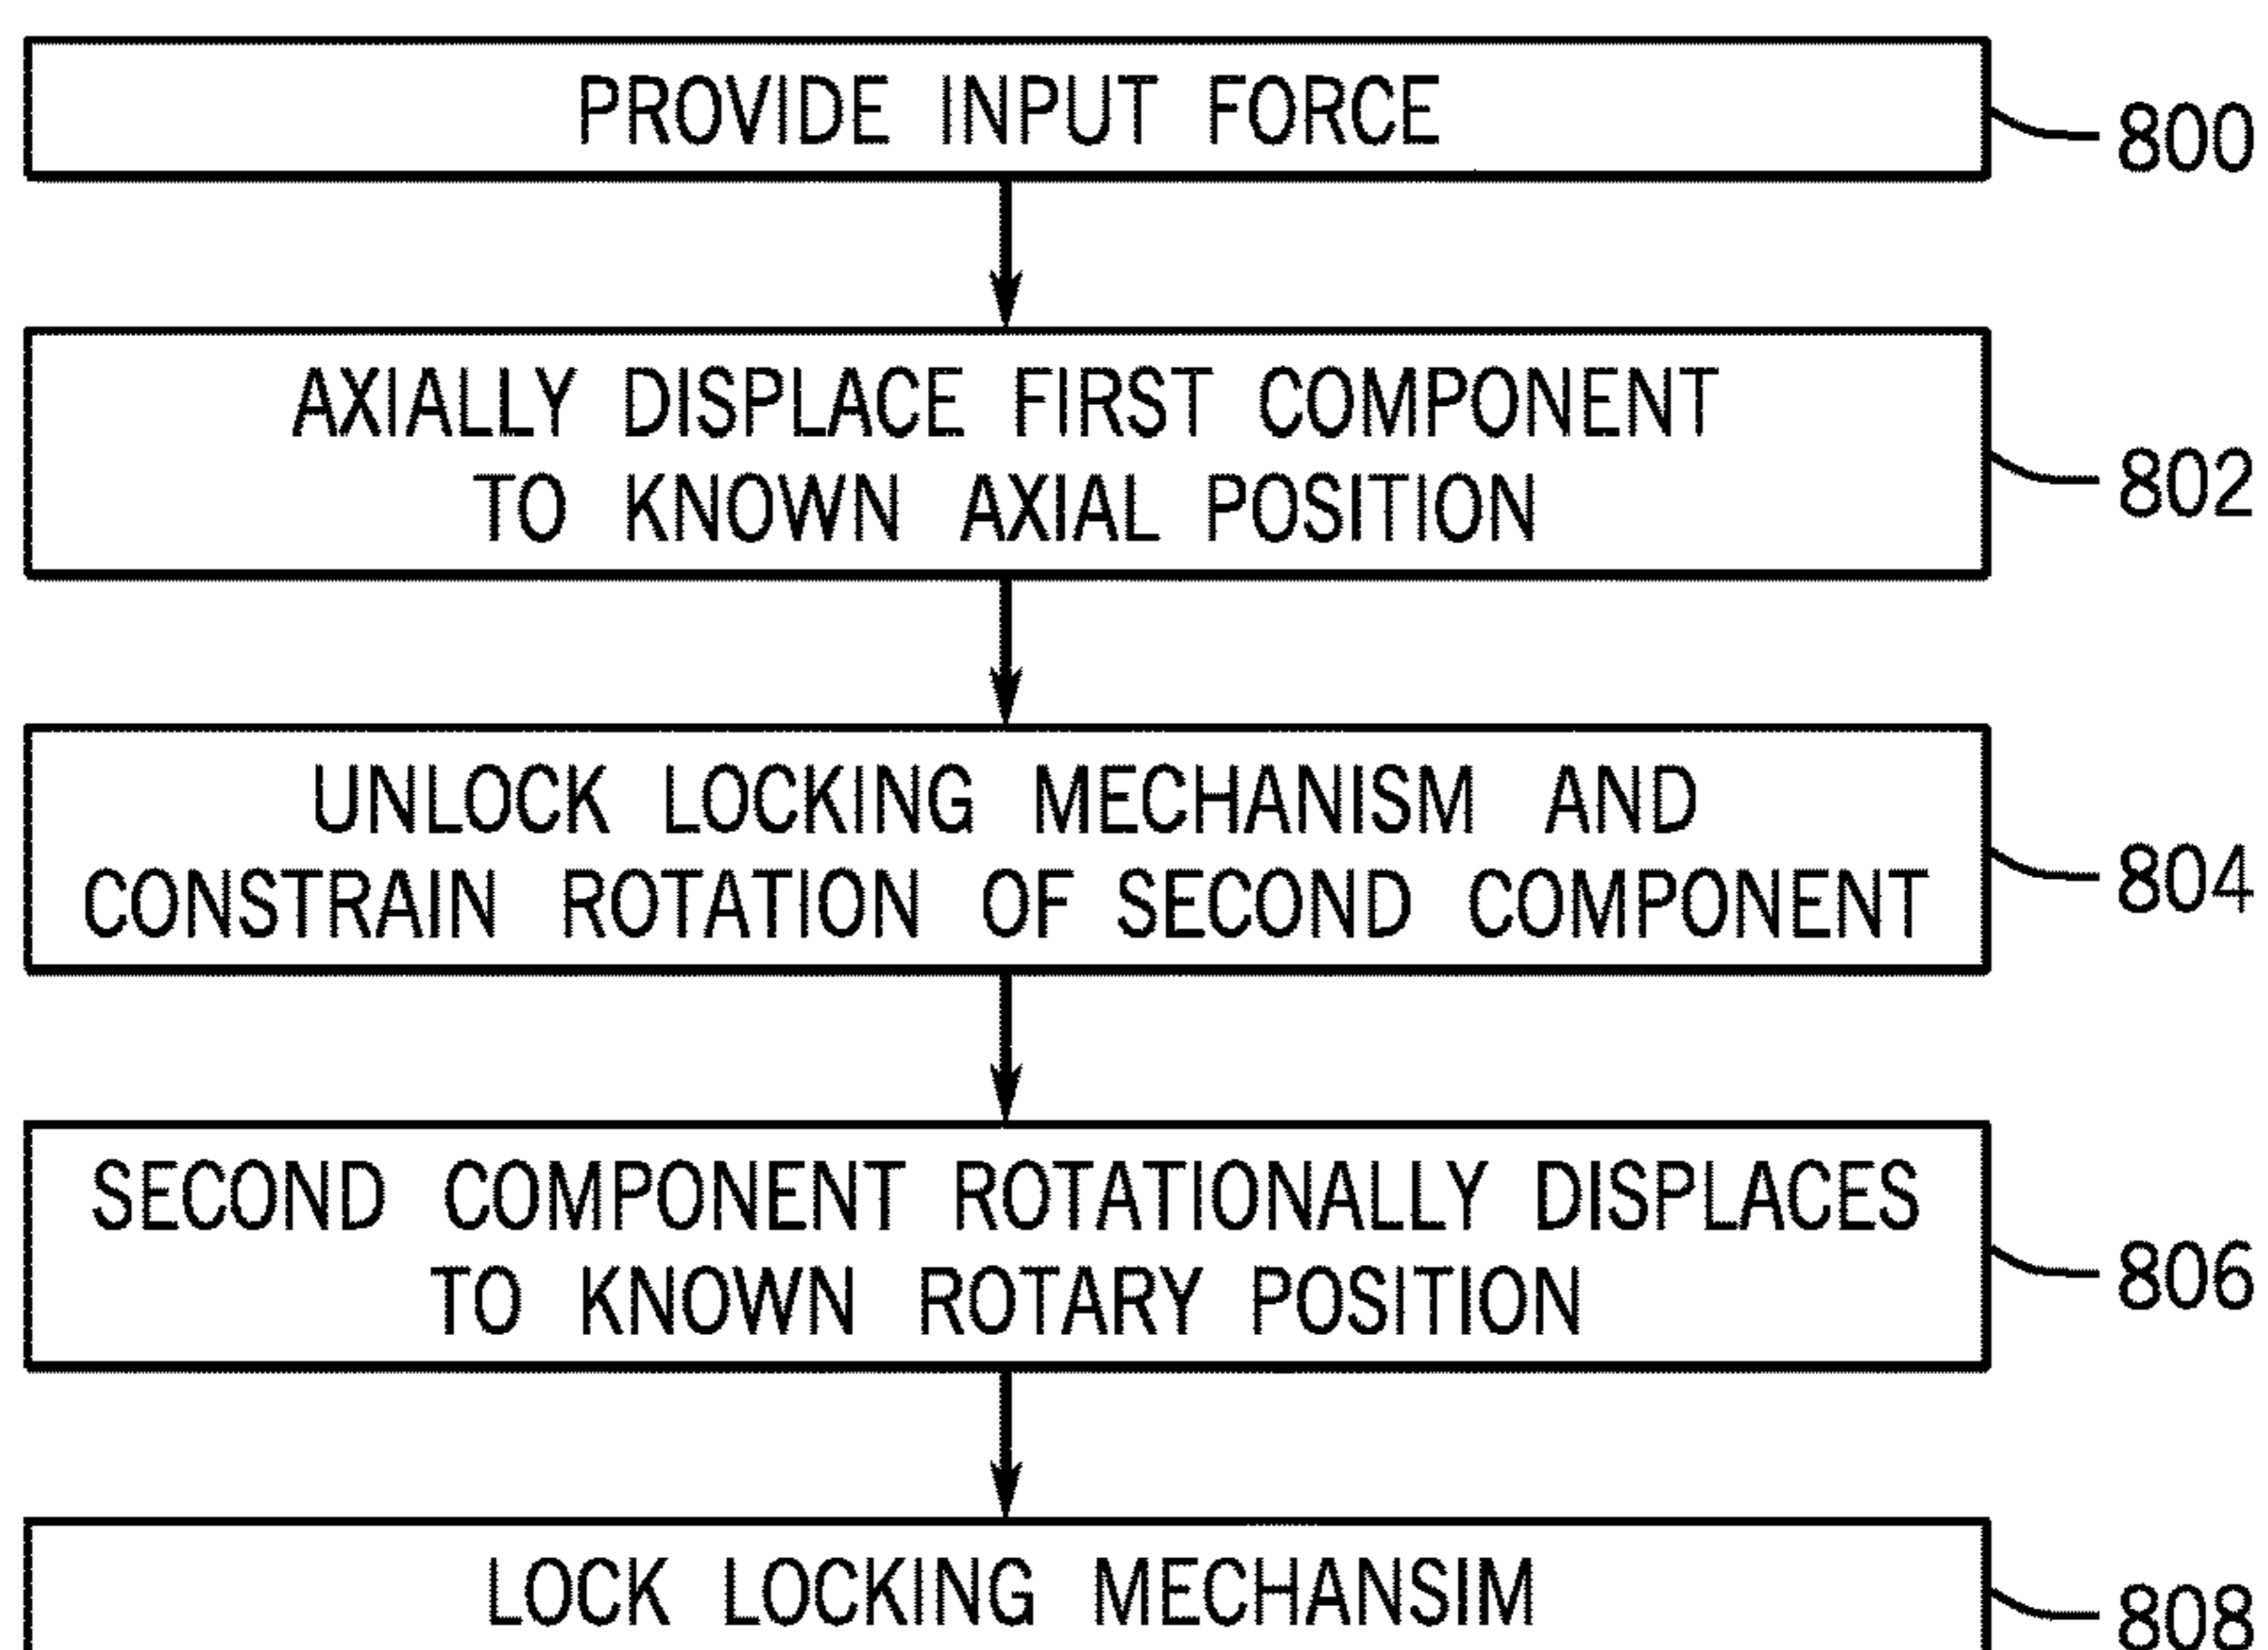 PROVIDE INPUT FORCE
800
AXIALLY DISPLACE FIRST COMPONENT
TO KNOWN AXIAL POSITION
802
UNLOCK LOCKING MECHANISM AND
CONSTRAIN ROTATION OF SECOND COMPONENT
804
SECOND COMPONENT ROTATIONALLY DISPLACES
TO KNOWN ROTARY POSITION
806
LOCK LOCKING MECHANSIM
808